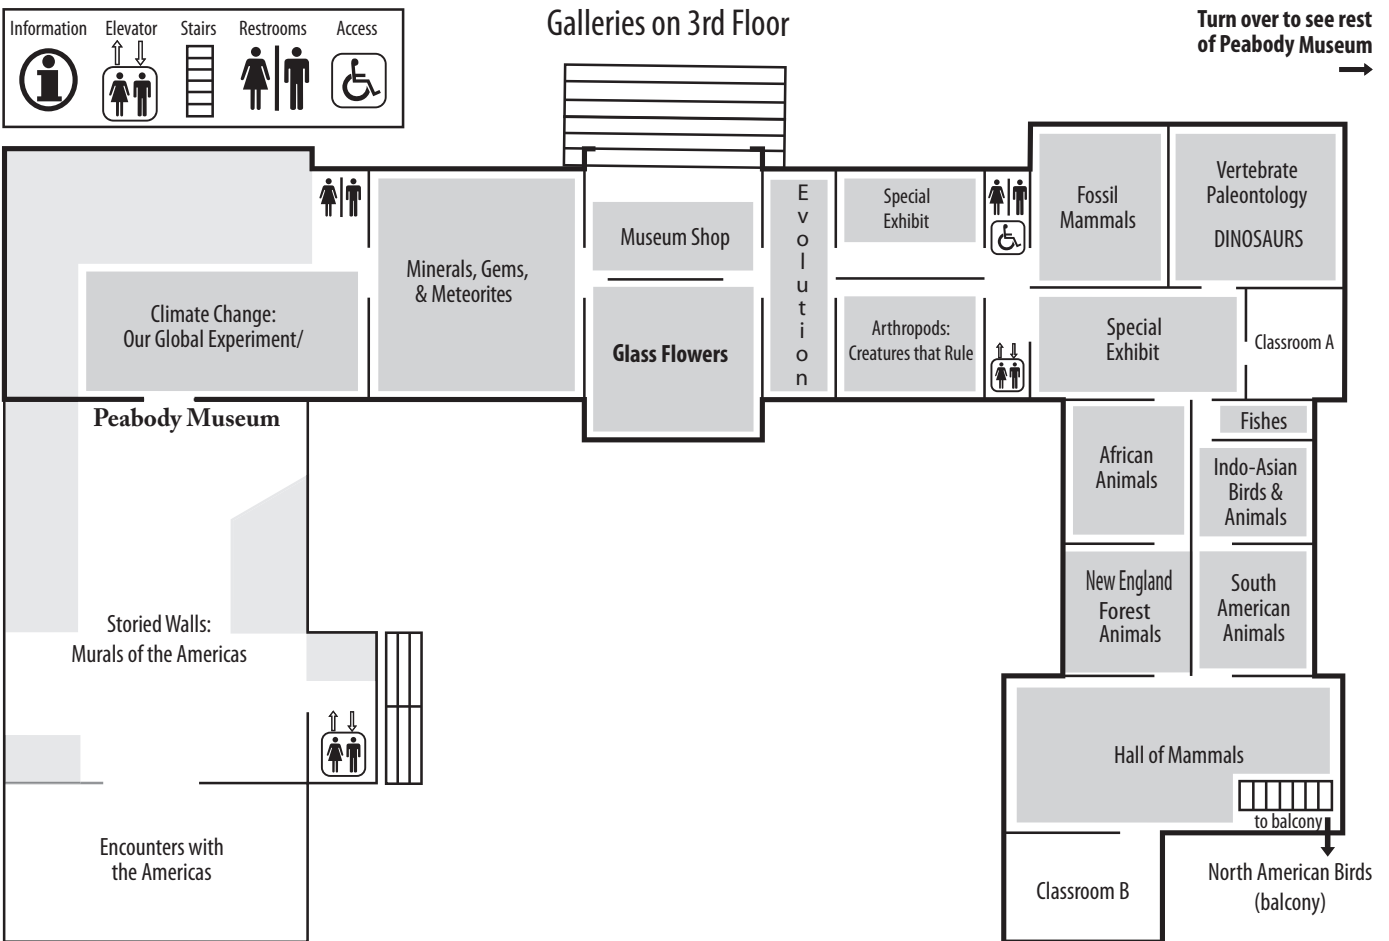 Information Elevator Stairs Restrooms Access
Galleries on 3rd Floor
Turn over to see rest
of Peabody Museum
Climate Change:
Our Global Experiment/
Minerals, Gems,
& Meteorites
Museum Shop
Glass Flowers
Evolution
Special
Exhibit
Arthropods:
Creatures that Rule
Fossil
Mammals
Vertebrate
Paleontology
DINOSAURS
Special
Exhibit
Classroom A
Peabody Museum
African
Animals
Fishes
Indo-Asian
Birds &
Animals
New England
Forest
Animals
South
American
Animals
Storied Walls:
Murals of the Americas
Hall of Mammals
to balcony
Encounters with
the Americas
Classroom B
North American Birds
(balcony)